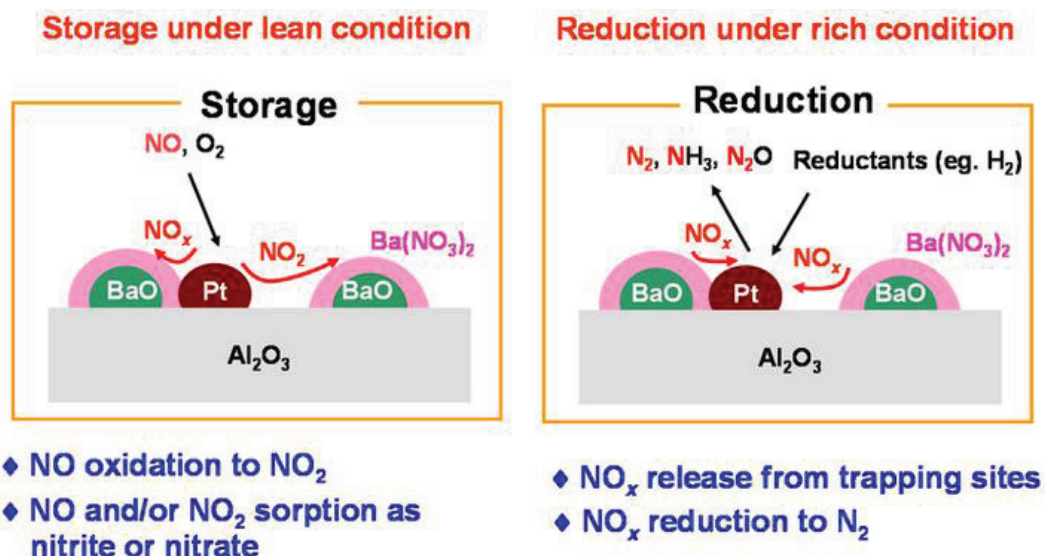 Storage under lean condition
Storage
NO, O₂
NOₓ
NO₂
Ba(NO₃)₂
BaO
Pt
BaO
Al₂O₃
♦ NO oxidation to NO₂
♦ NO and/or NO₂ sorption as
nitrite or nitrate
Reduction under rich condition
Reduction
N₂, NH₃, N₂O
Reductants (eg. H₂)
NOₓ
NOₓ
Ba(NO₃)₂
BaO
Pt
BaO
Al₂O₃
♦ NOₓ release from trapping sites
♦ NOₓ reduction to N₂